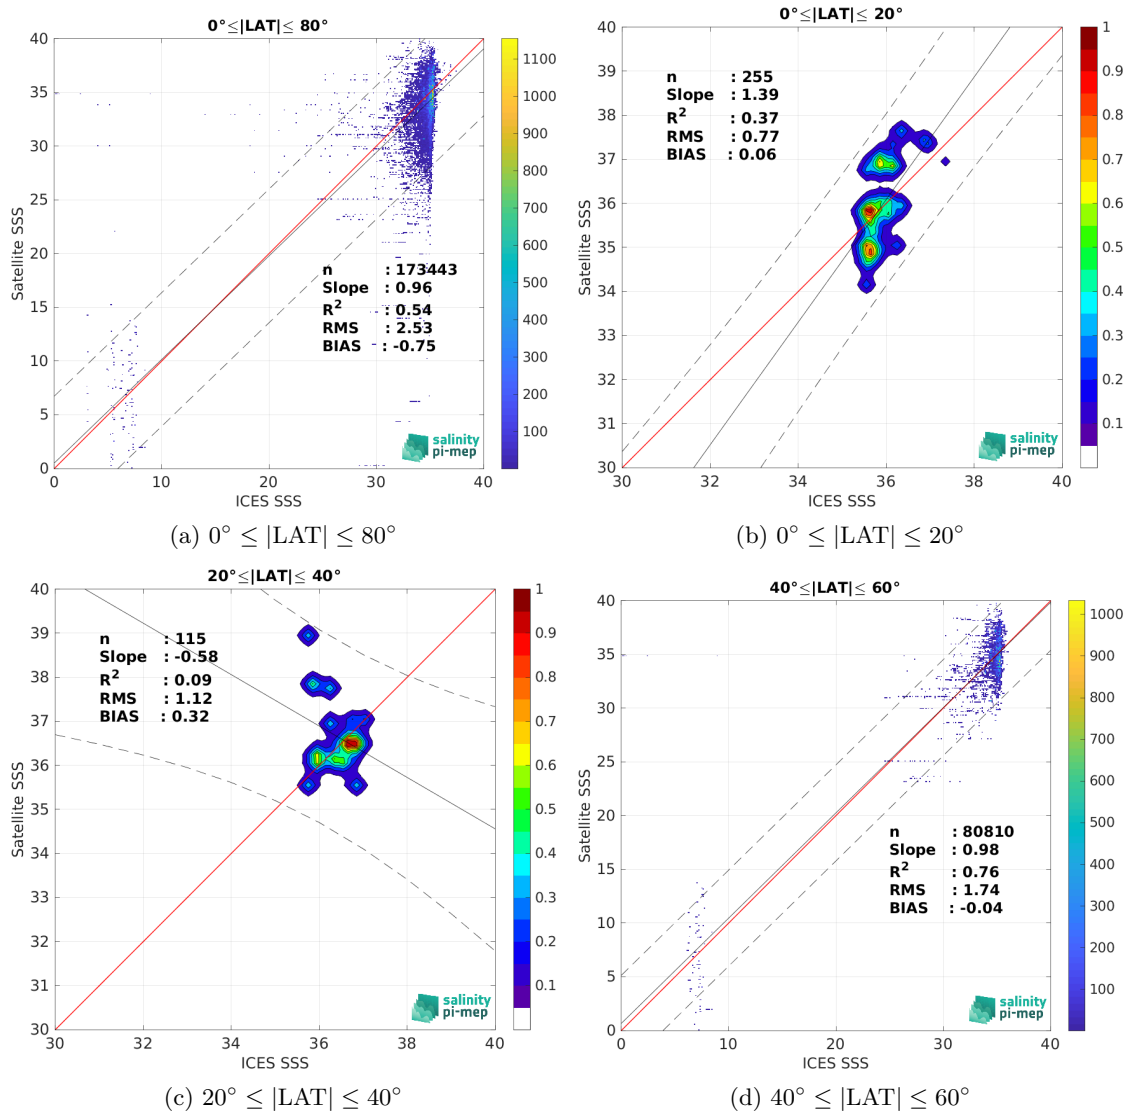 0°≤|LAT|≤ 80°
40
35
30
25
20
15
10
5
0
0
10
20
30
40
Satellite SSS
ICES SSS
n : 173443
Slope : 0.96
R2 : 0.54
RMS : 2.53
BIAS : -0.75
1100
1000
900
800
700
600
500
400
300
200
100
salinity
pi-mep
(a) 0° ≤ |LAT| ≤ 80°
0°≤|LAT|≤ 20°
40
39
38
37
36
35
34
33
32
31
30
30
32
34
36
38
40
Satellite SSS
ICES SSS
n : 255
Slope : 1.39
R2 : 0.37
RMS : 0.77
BIAS : 0.06
1
0.9
0.8
0.7
0.6
0.5
0.4
0.3
0.2
0.1
salinity
pi-mep
(b) 0° ≤ |LAT| ≤ 20°
20°≤|LAT|≤ 40°
40
39
38
37
36
35
34
33
32
31
30
30
32
34
36
38
40
Satellite SSS
ICES SSS
n : 115
Slope : -0.58
R2 : 0.09
RMS : 1.12
BIAS : 0.32
1
0.9
0.8
0.7
0.6
0.5
0.4
0.3
0.2
0.1
salinity
pi-mep
(c) 20° ≤ |LAT| ≤ 40°
40°≤|LAT|≤ 60°
40
35
30
25
20
15
10
5
0
0
10
20
30
40
Satellite SSS
ICES SSS
n : 80810
Slope : 0.98
R2 : 0.76
RMS : 1.74
BIAS : -0.04
1000
900
800
700
600
500
400
300
200
100
salinity
pi-mep
(d) 40° ≤ |LAT| ≤ 60°